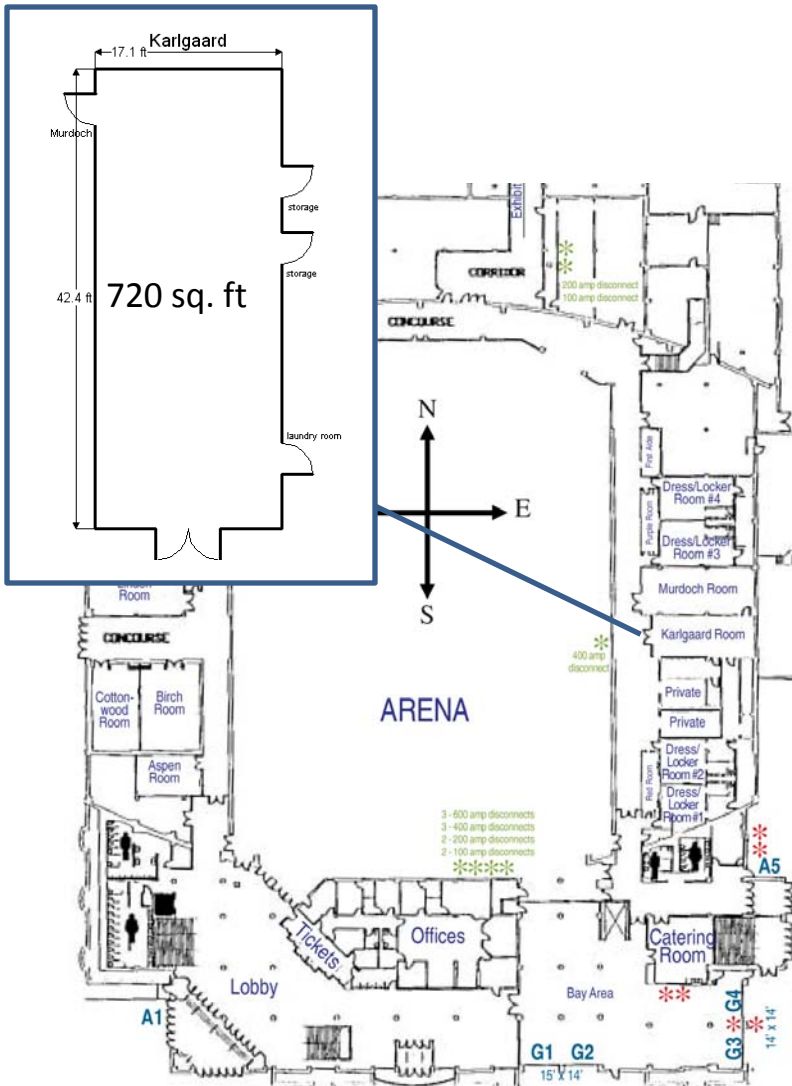 Karlgaard
17.1 ft
Murdoch
storage
storage
42.4 ft
720 sq. ft
laundry room
Exhibit
CORRIDOR
200 amp disconnect
100 amp disconnect
CONCOURSE
N
E
S
First Aide
Dress/Locker
Room #4
Purple Room
Dress/Locker
Room #3
Murdoch Room
Karlgaard Room
Room
CONCOURSE
400 amp
disconnect
Cotton-
wood
Room
Birch
Room
Private
Private
ARENA
Aspen
Room
Red Room
Dress/
Locker
Room #2
Dress/
Locker
Room #1
3 - 600 amp disconnects
3 - 400 amp disconnects
2 - 200 amp disconnects
2 - 100 amp disconnects
A5
Tickets
Offices
Catering
Room
Lobby
Bay Area
A1
G4
G3
14' x 14'
G1
G2
15' x 14'